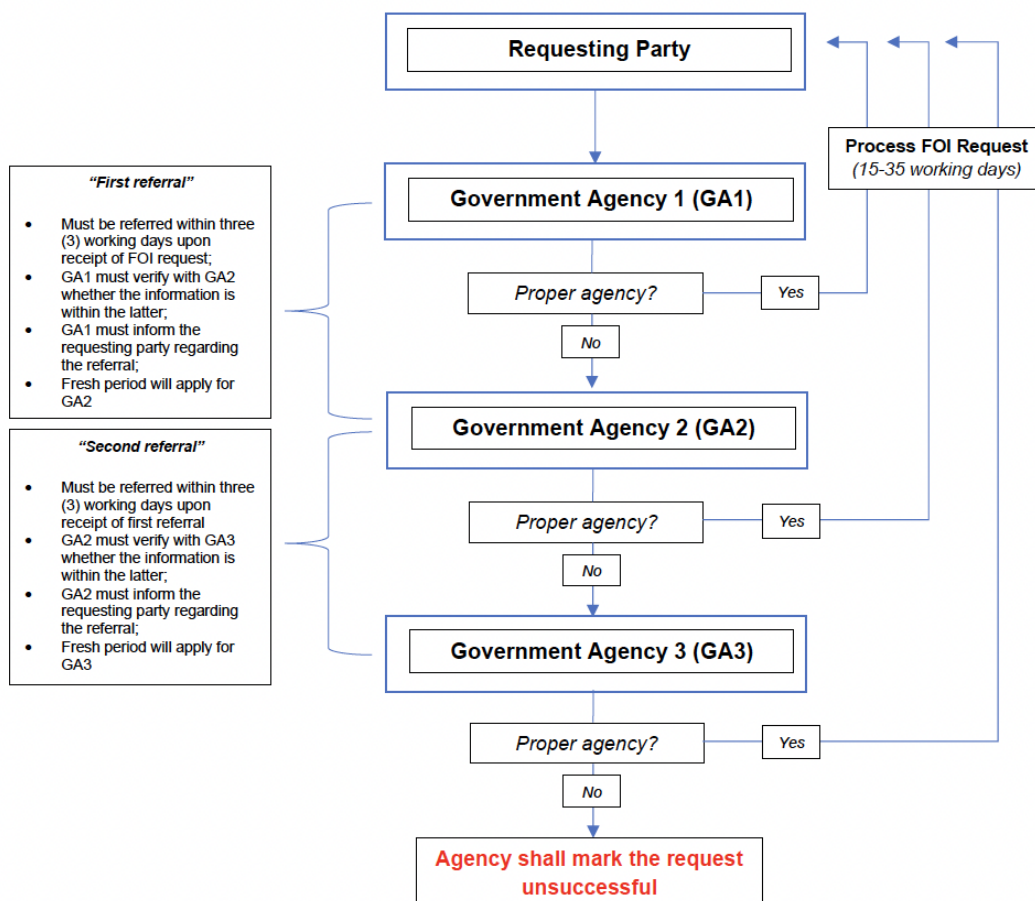 Requesting Party
Process FOI Request
(15-35 working days)
"First referral"
• Must be referred within three
(3) working days upon
receipt of FOI request;
• GA1 must verify with GA2
whether the information is
within the latter;
• GA1 must inform the
requesting party regarding
the referral;
• Fresh period will apply for
GA2
Government Agency 1 (GA1)
Proper agency?
Yes
No
Government Agency 2 (GA2)
"Second referral"
• Must be referred within three
(3) working days upon
receipt of first referral
• GA2 must verify with GA3
whether the information is
within the latter;
• GA2 must inform the
requesting party regarding
the referral;
• Fresh period will apply for
GA3
Proper agency?
Yes
No
Government Agency 3 (GA3)
Proper agency?
Yes
No
Agency shall mark the request
unsuccessful